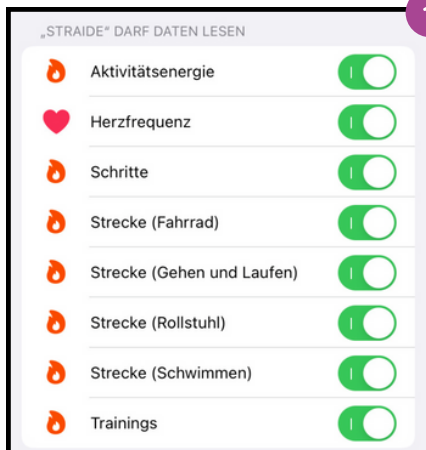 „STRAIDE“ DARF DATEN LESEN
Aktivitätsenergie
Herzfrequenz
Schritte
Strecke (Fahrrad)
Strecke (Gehen und Laufen)
Strecke (Rollstuhl)
Strecke (Schwimmen)
Trainings